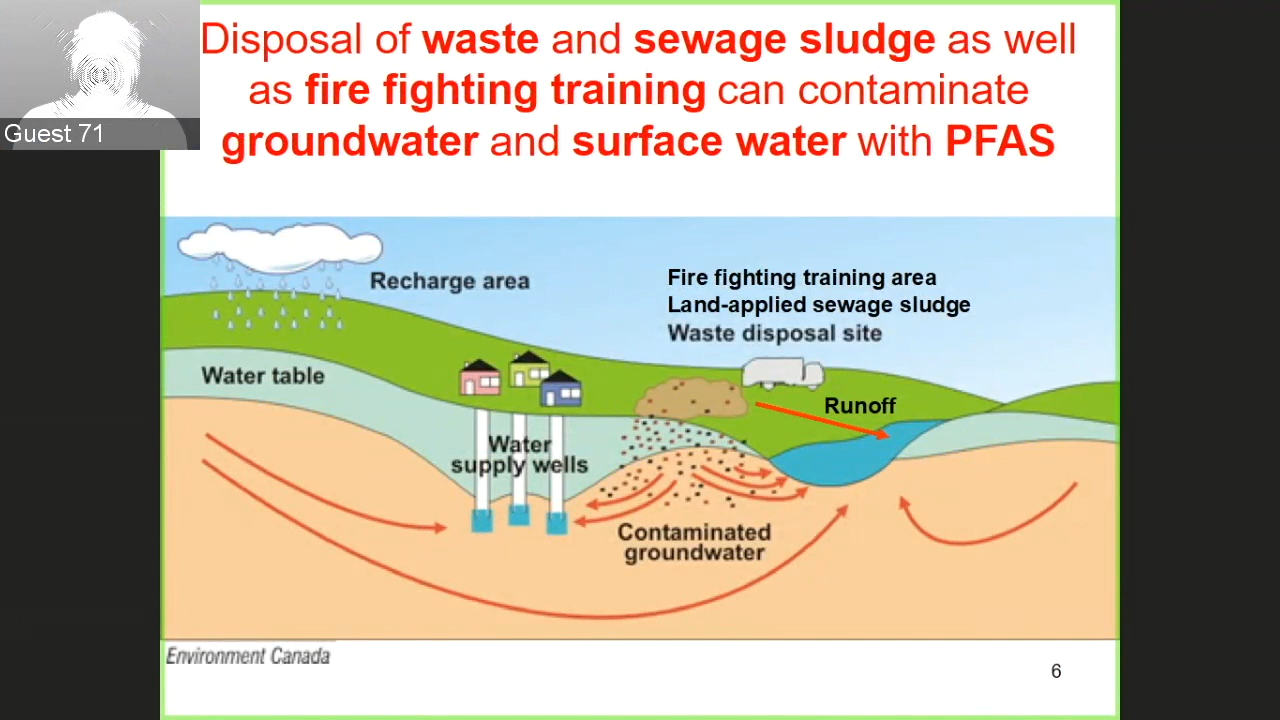 Disposal of waste and sewage sludge as well
as fire fighting training can contaminate
groundwater and surface water with PFAS
Guest 71
Recharge area
Fire fighting training area
Land-applied sewage sludge
Waste disposal site
Water table
Runoff
Water
supply wells
Contaminated
groundwater
Environment Canada
6